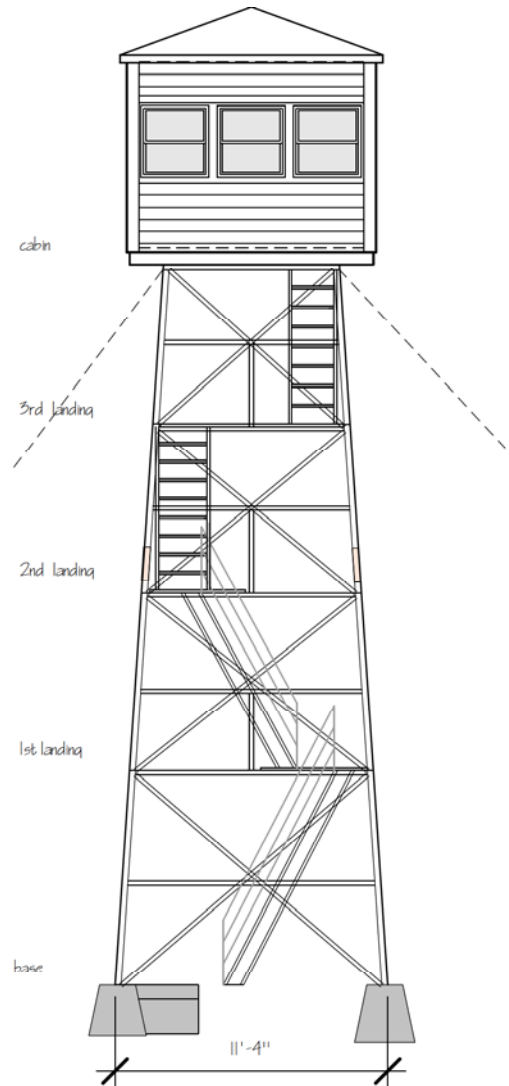 cabin
3rd landing
2nd landing
1st landing
base
11'-4"